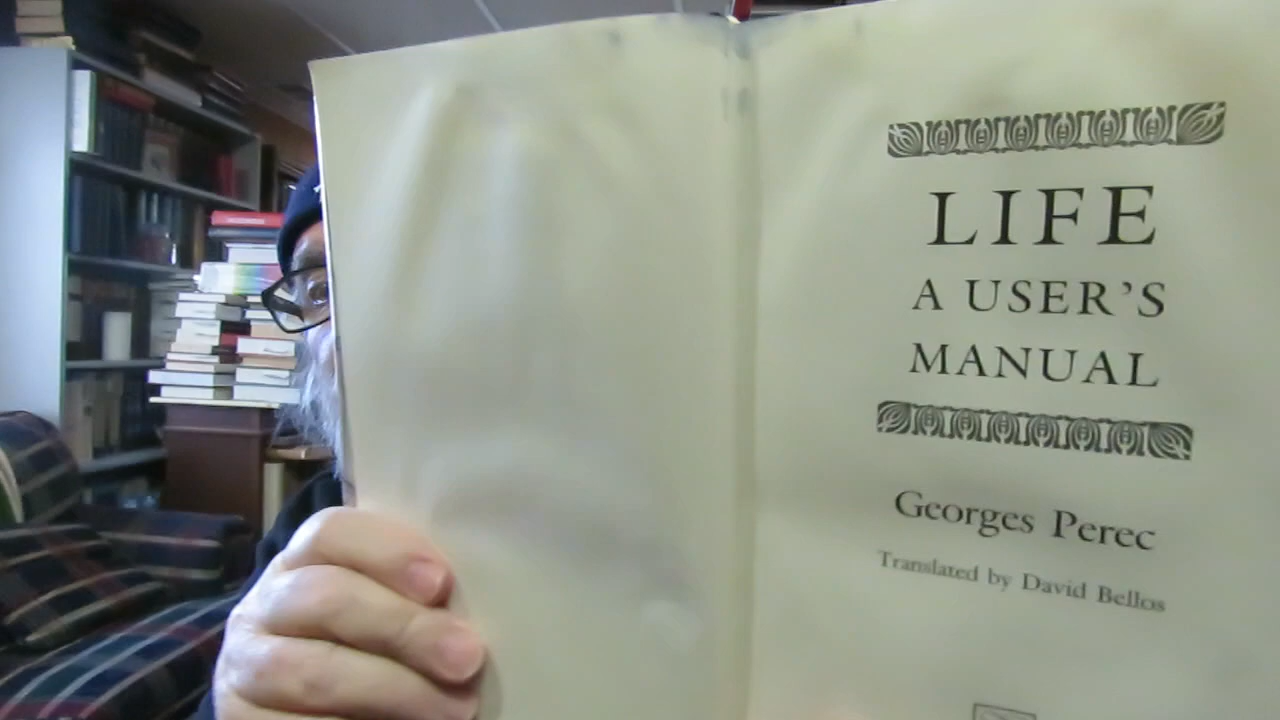 LIFE
A USER'S
MANUAL
Georges Perec
Translated by David Bellos